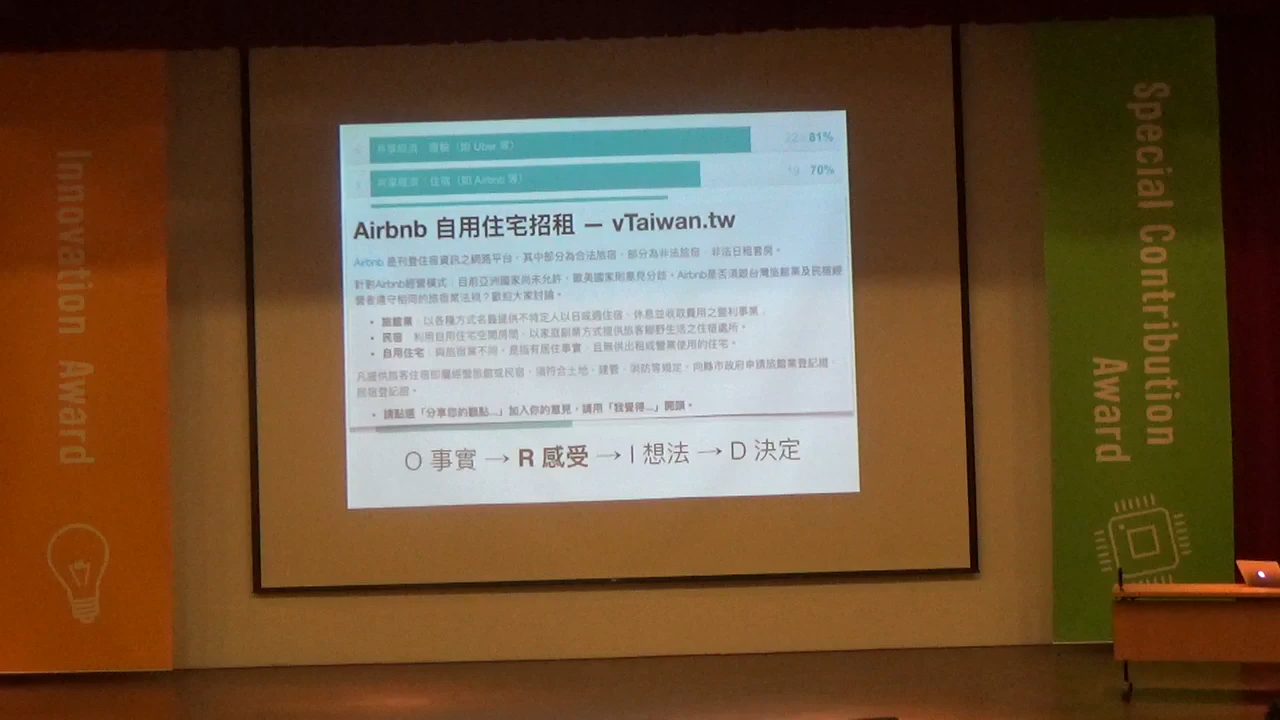 Innovation Award
共享經濟：運輸（如 Uber 等） 22 81%
共享經濟：住宿（如 Airbnb 等） 19 70%
Airbnb 自用住宅招租 — vTaiwan.tw
Airbnb 是刊登住宿資訊之網路平台，其中部分為合法旅宿，部分為非法旅宿、非法日租套房。
針對Airbnb經營模式，目前亞洲國家尚未允許，歐美國家則意見分歧。Airbnb是否須跟台灣旅館業及民宿經
營者遵守相同的旅宿業法規？歡迎大家討論。
• 旅館業：以各種方式名義提供不特定人以日或週住宿、休息並收取費用之營利事業。
• 民宿：利用自用住宅空閒房間，以家庭副業方式提供旅客鄉野生活之住宿處所。
• 自用住宅：與旅宿業不同，是指有居住事實，且無供出租或營業使用的住宅。
凡提供旅客住宿即屬經營旅館或民宿，須符合土地、建管、消防等規定，向縣市政府申請旅館業登記證、
民宿登記證。
• 請點選「分享您的觀點...」加入你的意見，請用「我覺得...」開頭。
O 事實 → R 感受 → I 想法 → D 決定
Special Contribution
Award